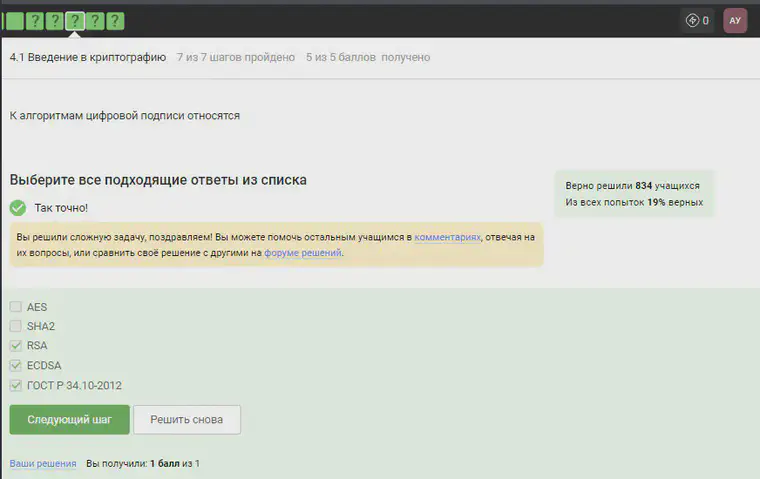 ? ? ? ? ?
0
АУ
4.1 Введение в криптографию 7 из 7 шагов пройдено 5 из 5 баллов получено
К алгоритмам цифровой подписи относятся
Выберите все подходящие ответы из списка
Верно решили 834 учащихся
Из всех попыток 19% верных
Так точно!
Вы решили сложную задачу, поздравляем! Вы можете помочь остальным учащимся в комментариях, отвечая на
их вопросы, или сравнить своё решение с другими на форуме решений.
AES
SHA2
RSA
ECDSA
ГОСТ Р 34.10-2012
Следующий шаг Решить снова
Ваши решения Вы получили: 1 балл из 1